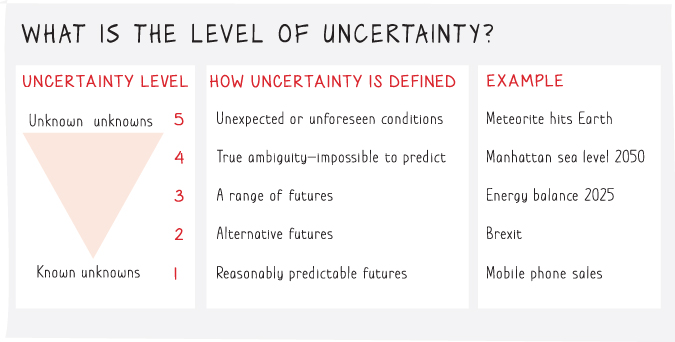 WHAT IS THE LEVEL OF UNCERTAINTY?
UNCERTAINTY LEVEL HOW UNCERTAINTY IS DEFINED EXAMPLE
Unknown unknowns 5 Unexpected or unforeseen conditions Meteorite hits Earth
4 True ambiguity—impossible to predict Manhattan sea level 2050
3 A range of futures Energy balance 2025
2 Alternative futures Brexit
Known unknowns 1 Reasonably predictable futures Mobile phone sales